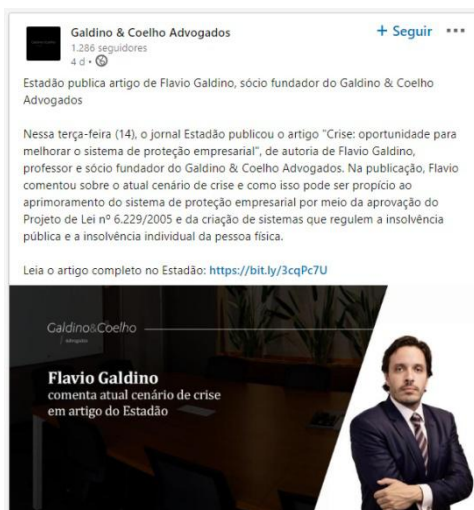 Galdino & Coelho Advogados
+ Seguir
1.286 seguidores
4 d •
Estadão publica artigo de Flavio Galdino, sócio fundador do Galdino & Coelho
Advogados
Nessa terça-feira (14), o jornal Estadão publicou o artigo "Crise: oportunidade para
melhorar o sistema de proteção empresarial", de autoria de Flavio Galdino,
professor e sócio fundador do Galdino & Coelho Advogados. Na publicação, Flavio
comentou sobre o atual cenário de crise e como isso pode ser propício ao
aprimoramento do sistema de proteção empresarial por meio da aprovação do
Projeto de Lei nº 6.229/2005 e da criação de sistemas que regulem a insolvência
pública e a insolvência individual da pessoa física.
Leia o artigo completo no Estadão: https://bit.ly/3cqPc7U
Galdino&Coelho
Advogados
Flavio Galdino
comenta atual cenário de crise
em artigo do Estadão